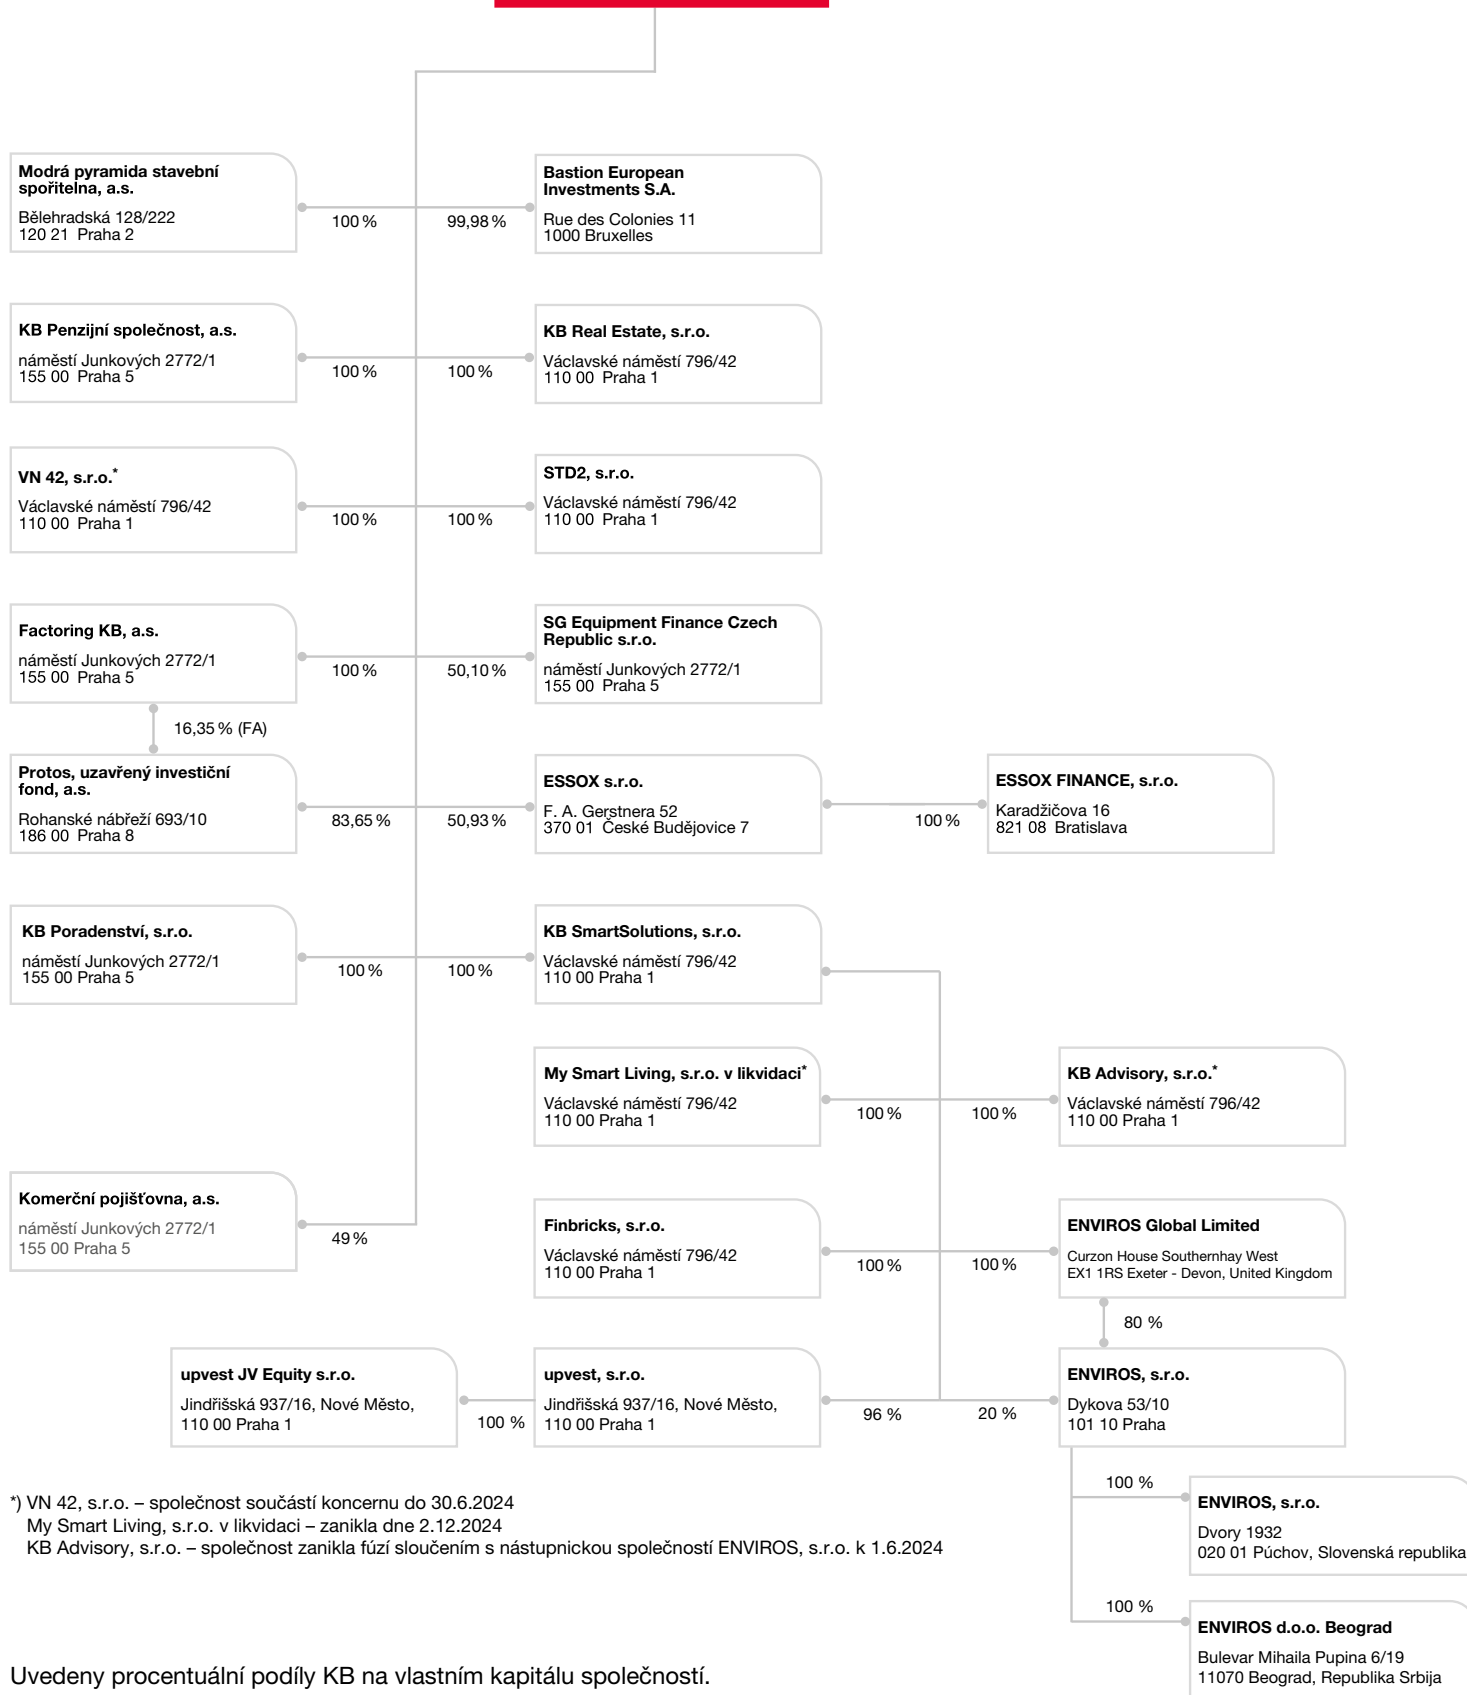 Modrá pyramida stavební
spořitelna, a.s.
Bělehradská 128/222
120 21 Praha 2
100 %
99,98 %
Bastion European
Investments S.A.
Rue des Colonies 11
1000 Bruxelles
KB Penzijní společnost, a.s.
náměstí Junkových 2772/1
155 00 Praha 5
100 %
100 %
KB Real Estate, s.r.o.
Václavské náměstí 796/42
110 00 Praha 1
VN 42, s.r.o.*
Václavské náměstí 796/42
110 00 Praha 1
100 %
100 %
STD2, s.r.o.
Václavské náměstí 796/42
110 00 Praha 1
Factoring KB, a.s.
náměstí Junkových 2772/1
155 00 Praha 5
100 %
50,10 %
SG Equipment Finance Czech
Republic s.r.o.
náměstí Junkových 2772/1
155 00 Praha 5
16,35 % (FA)
Protos, uzavřený investiční
fond, a.s.
Rohanské nábřeží 693/10
186 00 Praha 8
83,65 %
50,93 %
ESSOX s.r.o.
F. A. Gerstnera 52
370 01 České Budějovice 7
100 %
ESSOX FINANCE, s.r.o.
Karadžičova 16
821 08 Bratislava
KB Poradenství, s.r.o.
náměstí Junkových 2772/1
155 00 Praha 5
100 %
100 %
KB SmartSolutions, s.r.o.
Václavské náměstí 796/42
110 00 Praha 1
My Smart Living, s.r.o. v likvidaci*
Václavské náměstí 796/42
110 00 Praha 1
100 %
100 %
KB Advisory, s.r.o.*
Václavské náměstí 796/42
110 00 Praha 1
Komerční pojišťovna, a.s.
náměstí Junkových 2772/1
155 00 Praha 5
49 %
Finbricks, s.r.o.
Václavské náměstí 796/42
110 00 Praha 1
100 %
100 %
ENVIROS Global Limited
Curzon House Southernhay West
EX1 1RS Exeter - Devon, United Kingdom
80 %
upvest JV Equity s.r.o.
Jindřišská 937/16, Nové Město,
110 00 Praha 1
100 %
upvest, s.r.o.
Jindřišská 937/16, Nové Město,
110 00 Praha 1
96 %
20 %
ENVIROS, s.r.o.
Dykova 53/10
101 10 Praha
100 %
ENVIROS, s.r.o.
Dvory 1932
020 01 Púchov, Slovenská republika
100 %
ENVIROS d.o.o. Beograd
Bulevar Mihaila Pupina 6/19
11070 Beograd, Republika Srbija
*) VN 42, s.r.o. – společnost součástí koncernu do 30.6.2024
My Smart Living, s.r.o. v likvidaci – zanikla dne 2.12.2024
KB Advisory, s.r.o. – společnost zanikla fúzí sloučením s nástupnickou společností ENVIROS, s.r.o. k 1.6.2024
Uvedeny procentuální podíly KB na vlastním kapitálu společností.